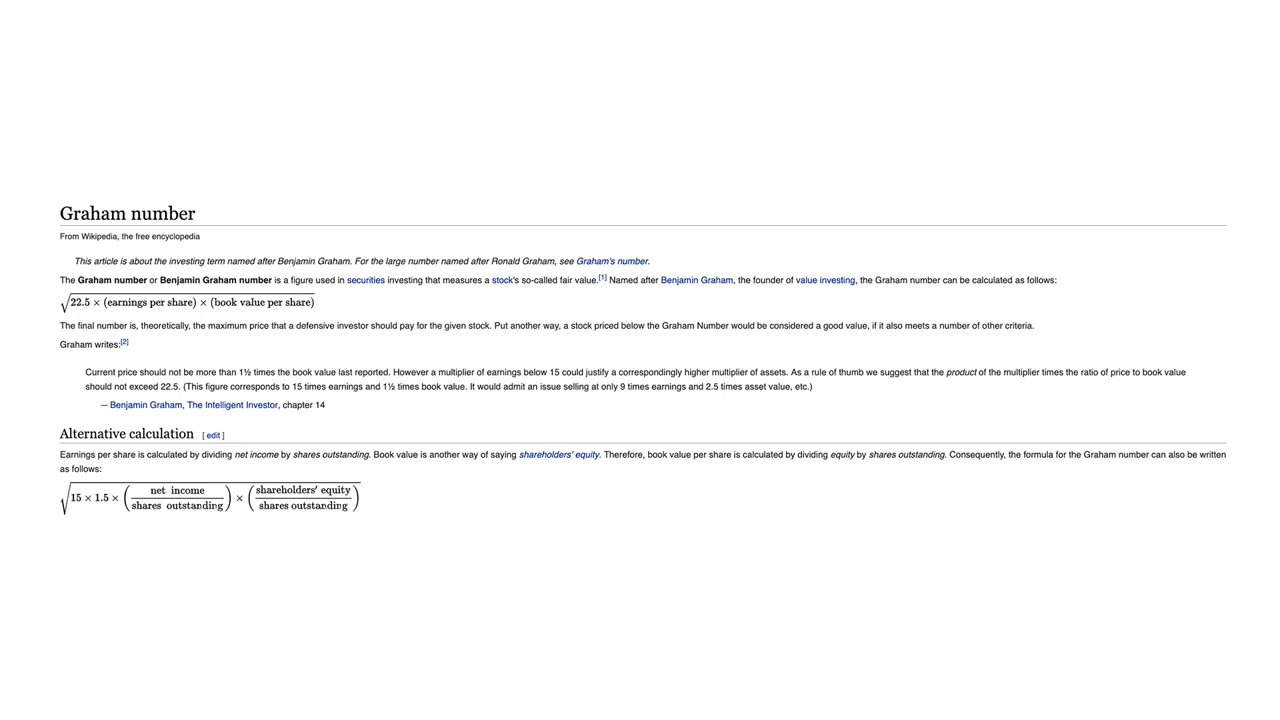 Graham number
From Wikipedia, the free encyclopedia
This article is about the investing term named after Benjamin Graham. For the large number named after Ronald Graham, see Graham's number.
The Graham number or Benjamin Graham number is a figure used in securities investing that measures a stock's so-called fair value.[1] Named after Benjamin Graham, the founder of value investing, the Graham number can be calculated as follows:
√22.5 × (earnings per share) × (book value per share)
The final number is, theoretically, the maximum price that a defensive investor should pay for the given stock. Put another way, a stock priced below the Graham Number would be considered a good value, if it also meets a number of other criteria.
Graham writes:[2]
Current price should not be more than 1½ times the book value last reported. However a multiplier of earnings below 15 could justify a correspondingly higher multiplier of assets. As a rule of thumb we suggest that the product of the multiplier times the ratio of price to book value
should not exceed 22.5. (This figure corresponds to 15 times earnings and 1½ times book value. It would admit an issue selling at only 9 times earnings and 2.5 times asset value, etc.)
— Benjamin Graham, The Intelligent Investor, chapter 14
Alternative calculation [ edit ]
Earnings per share is calculated by dividing net income by shares outstanding. Book value is another way of saying shareholders' equity. Therefore, book value per share is calculated by dividing equity by shares outstanding. Consequently, the formula for the Graham number can also be written
as follows:
√15 × 1.5 × (net income / shares outstanding) × (shareholders' equity / shares outstanding)